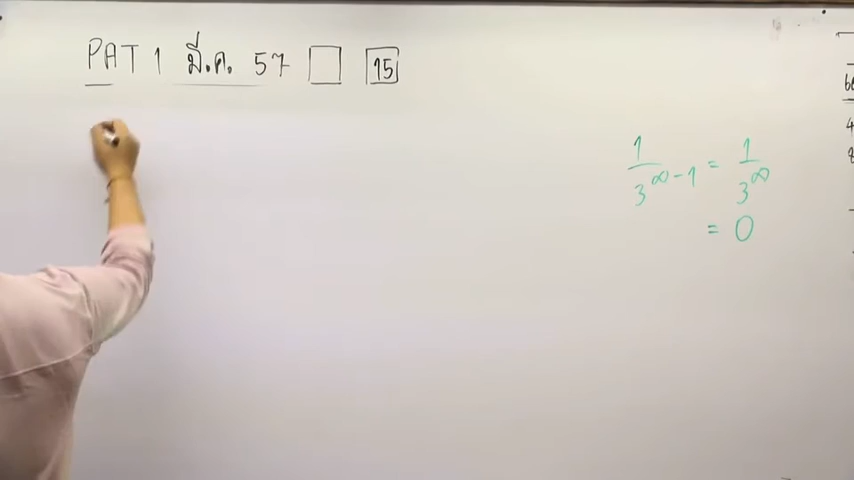 PAT 1 มี.ค. 57 15
1/3^∞-1 = 1/3^∞
= 0